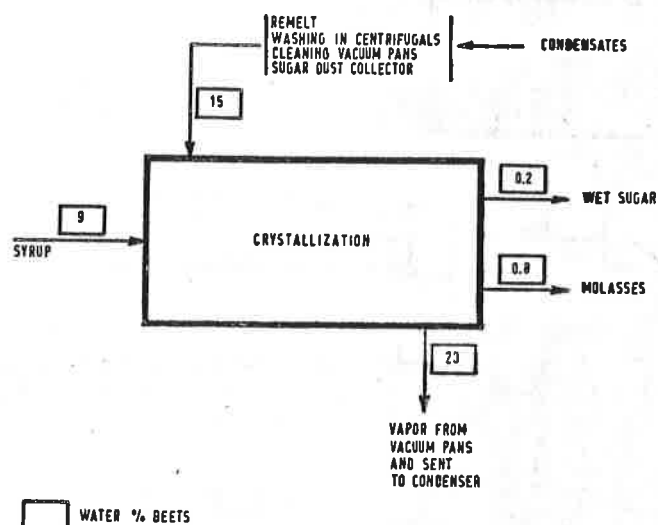 REMELT
WASHING IN CENTRIFUGALS
CLEANING VACUUM PANS
SUGAR DUST COLLECTOR
CONDENSATES
15
0.2
WET SUGAR
9
SYRUP
CRYSTALLIZATION
0.8
MOLASSES
23
VAPOR FROM
VACUUM PANS
AND SENT
TO CONDENSER
WATER % BEETS